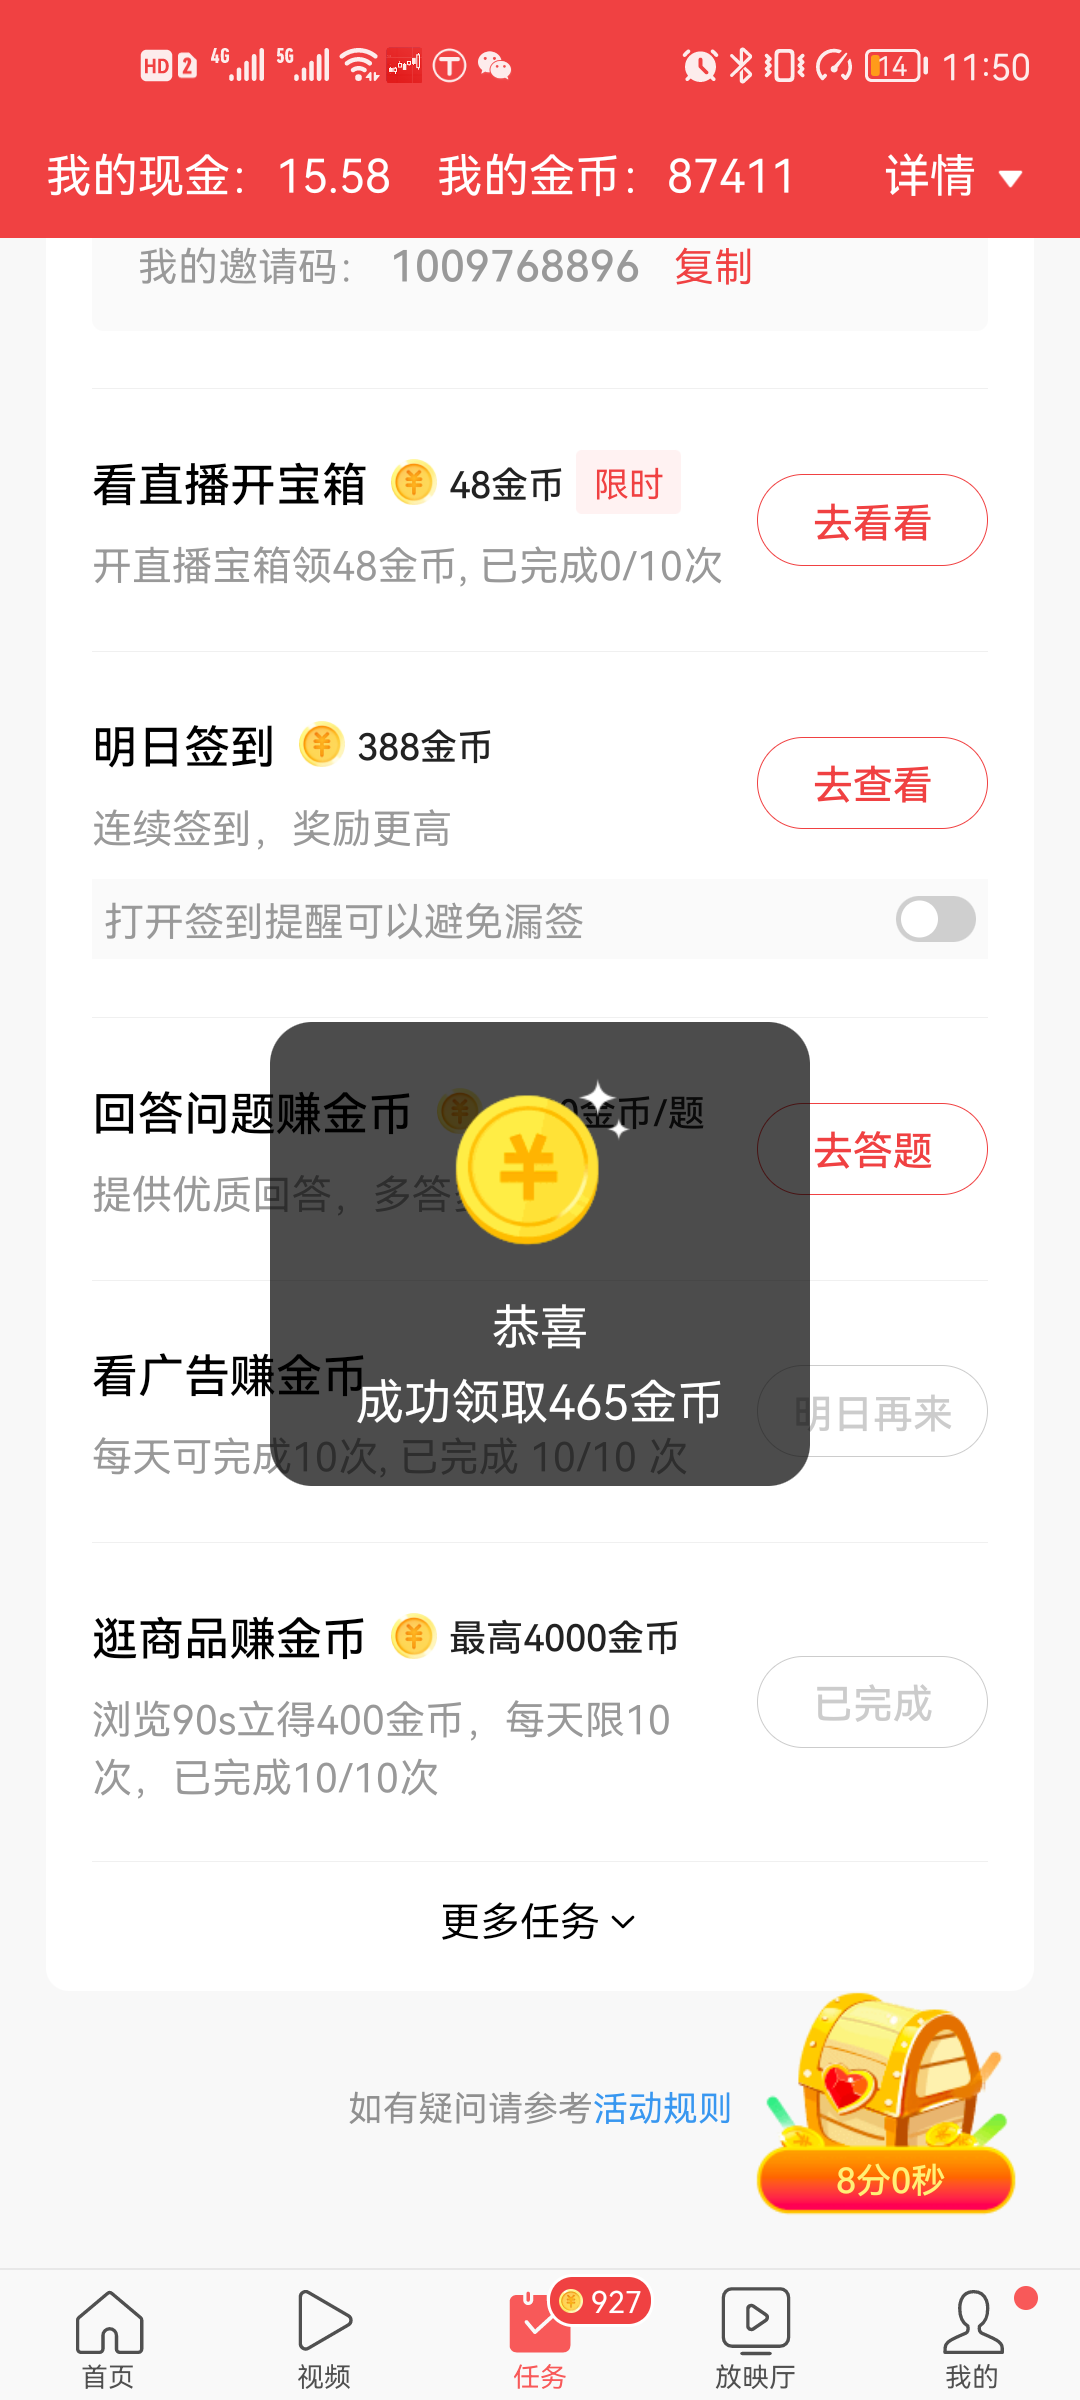 HD 2 4G 5G 14 11:50
我的现金： 15.58 我的金币： 87411 详情
我的邀请码： 1009768896 复制
看直播开宝箱 48金币 限时
去看看
开直播宝箱领48金币, 已完成0/10次
明日签到 388金币
去查看
连续签到，奖励更高
打开签到提醒可以避免漏签
回答问题赚金币 0金币/题
去答题
提供优质回答，多答
恭喜
成功领取465金币
看广告赚金币
明日再来
每天可完成10次, 已完成 10/10 次
逛商品赚金币 最高4000金币
已完成
浏览90s立得400金币，每天限10
次，已完成10/10次
更多任务
如有疑问请参考活动规则
8分0秒
927
首页 视频 任务 放映厅 我的